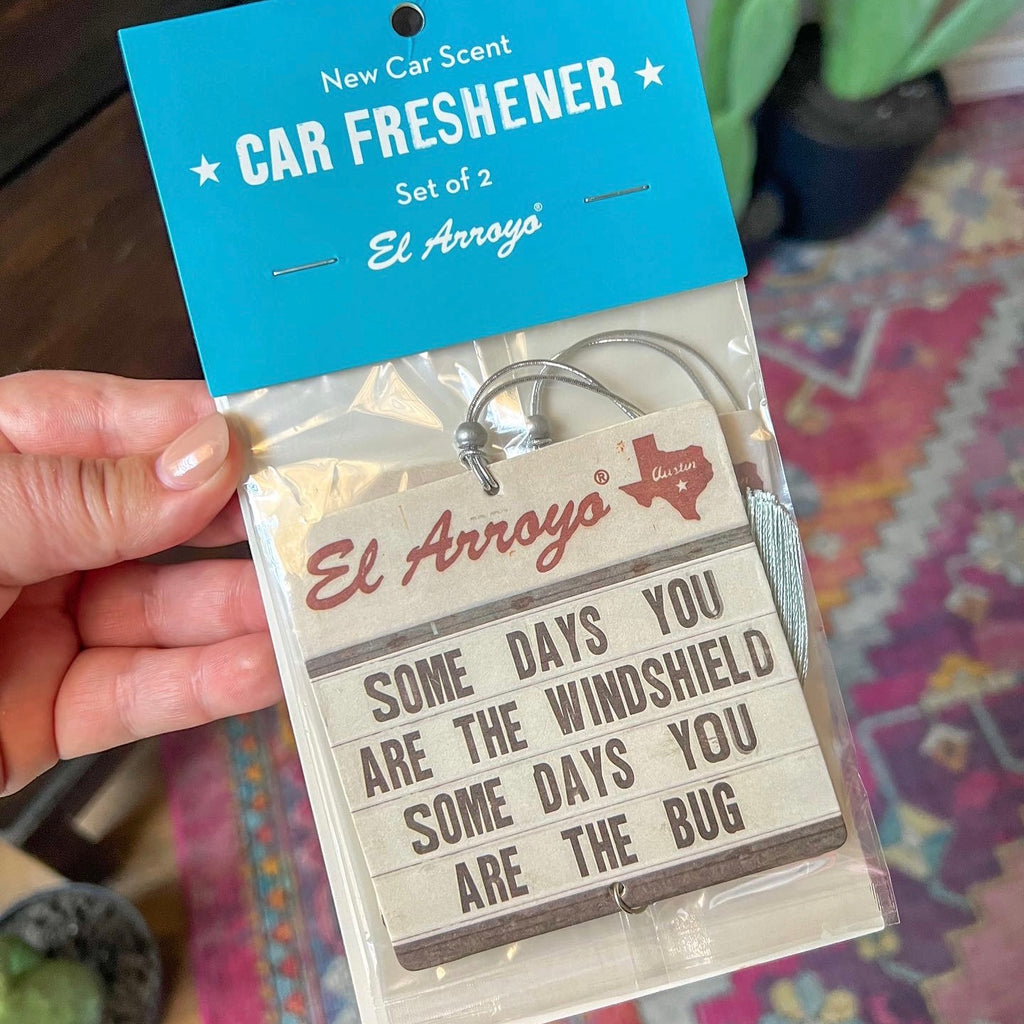 New Car Scent
CAR FRESHENER
Set of 2
El Arroyo®
El Arroyo®
Austin
SOME DAYS YOU
ARE THE WINDSHIELD
SOME DAYS YOU
ARE THE BUG